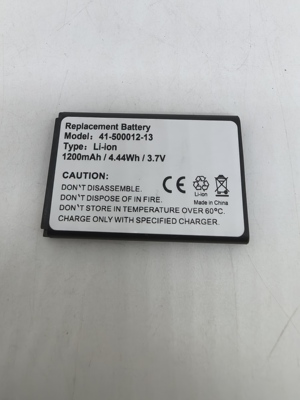 Replacement Battery
Model: 41-500012-13
Type: Li-ion
1200mAh / 4.44Wh / 3.7V
CAUTION:
DON'T DISASSEMBLE.
DON'T DISPOSE OF IN FIRE.
DON'T STORE IN TEMPERATURE OVER 60°C.
CHARGE ONLY WITH SPECIFIED CHARGER.
Li-ion
CE
Made in China